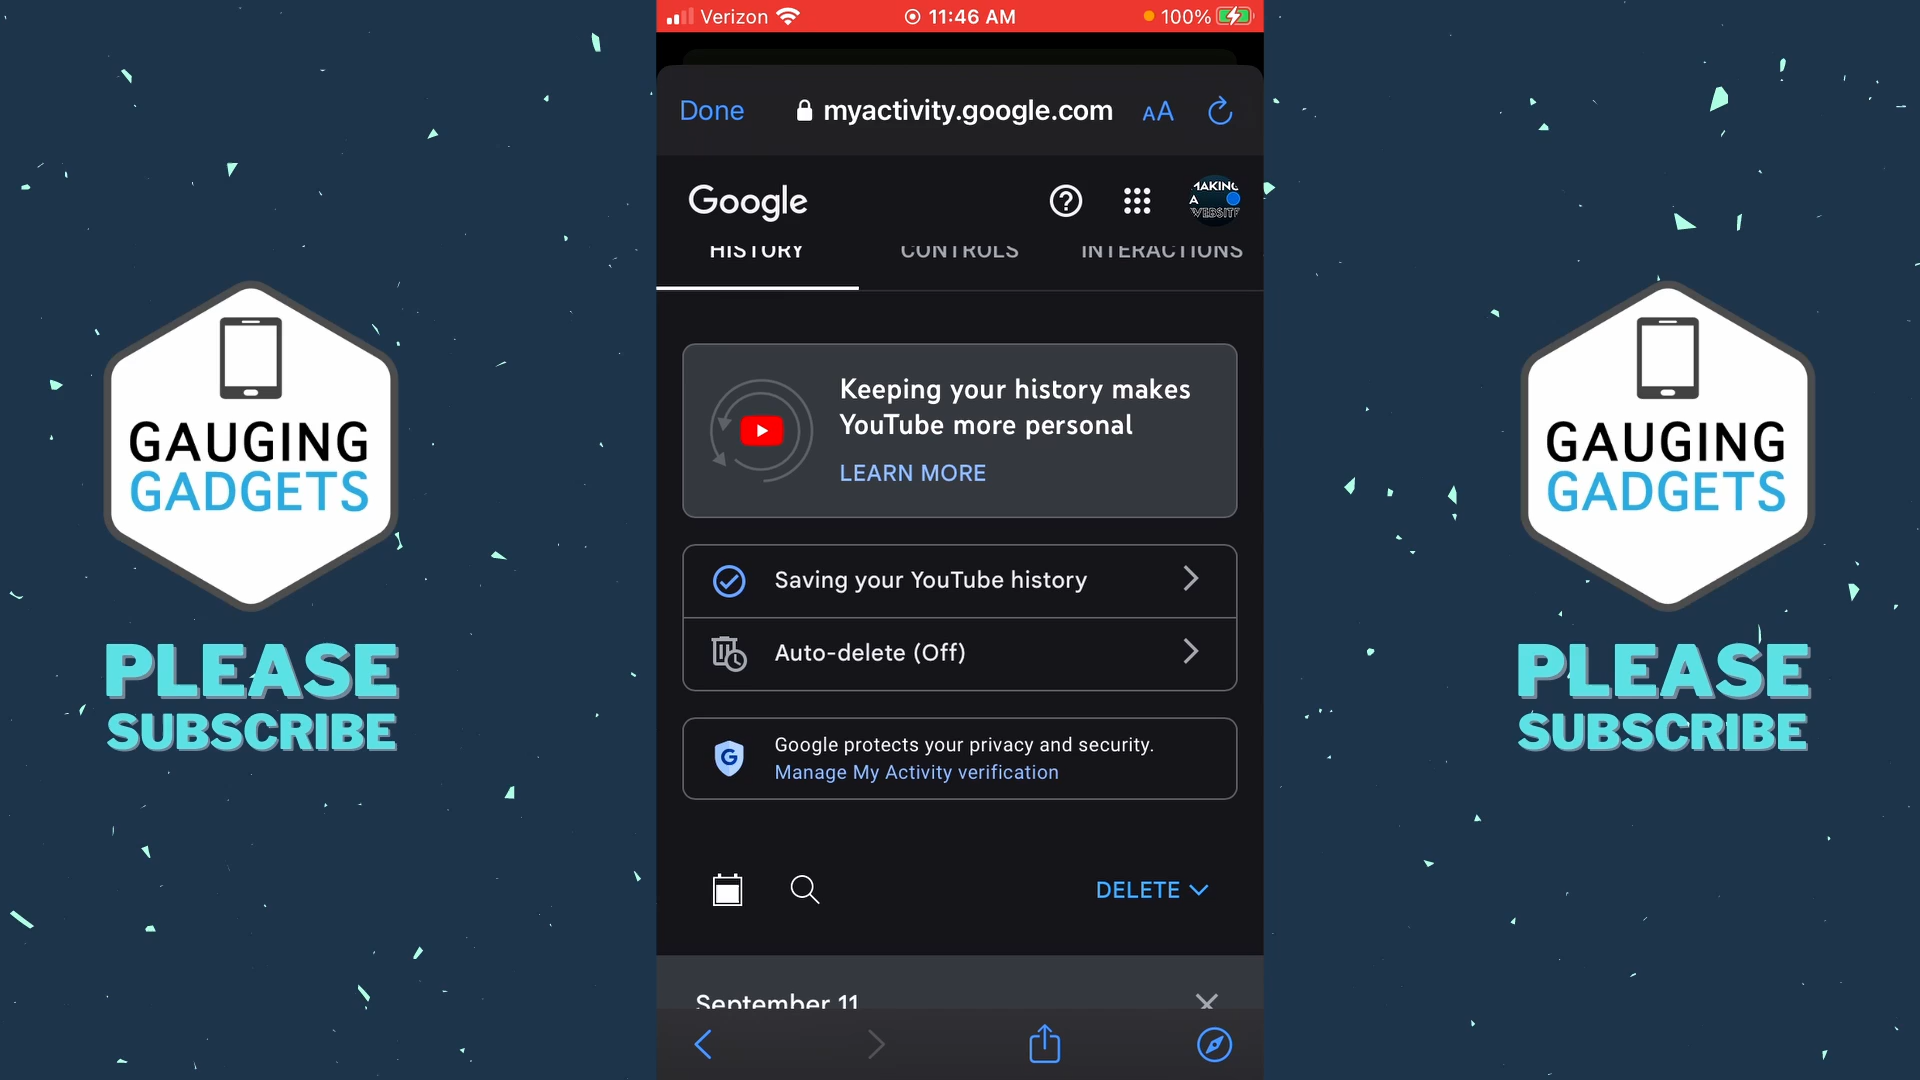 Verizon
11:46 AM
100%
Done
myactivity.google.com
AA
Google
MAKING
A
WEBSITE
HISTORY
CONTROLS
INTERACTIONS
Keeping your history makes
YouTube more personal
LEARN MORE
Saving your YouTube history
Auto-delete (Off)
Google protects your privacy and security.
Manage My Activity verification
DELETE
September 11
GAUGING
GADGETS
PLEASE
SUBSCRIBE
GAUGING
GADGETS
PLEASE
SUBSCRIBE